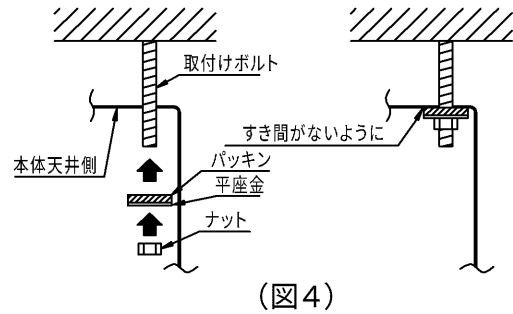 取付けボルト
すき間がないように
本体天井側
パッキン
平座金
ナット
(図4)